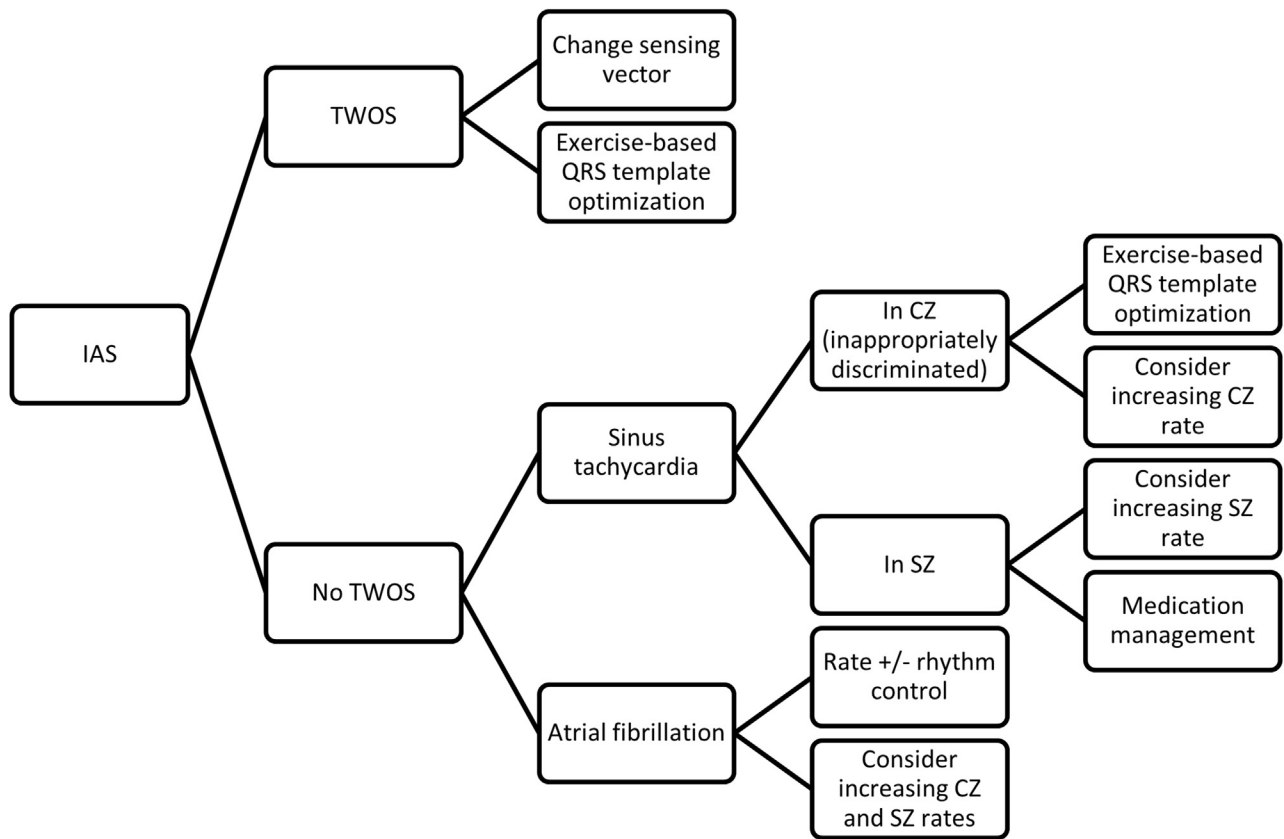 IAS
TWOS
Change sensing
vector
Exercise-based
QRS template
optimization
No TWOS
Sinus
tachycardia
In CZ
(inappropriately
discriminated)
Exercise-based
QRS template
optimization
Consider
increasing CZ
rate
In SZ
Consider
increasing SZ
rate
Medication
management
Atrial fibrillation
Rate +/- rhythm
control
Consider
increasing CZ
and SZ rates